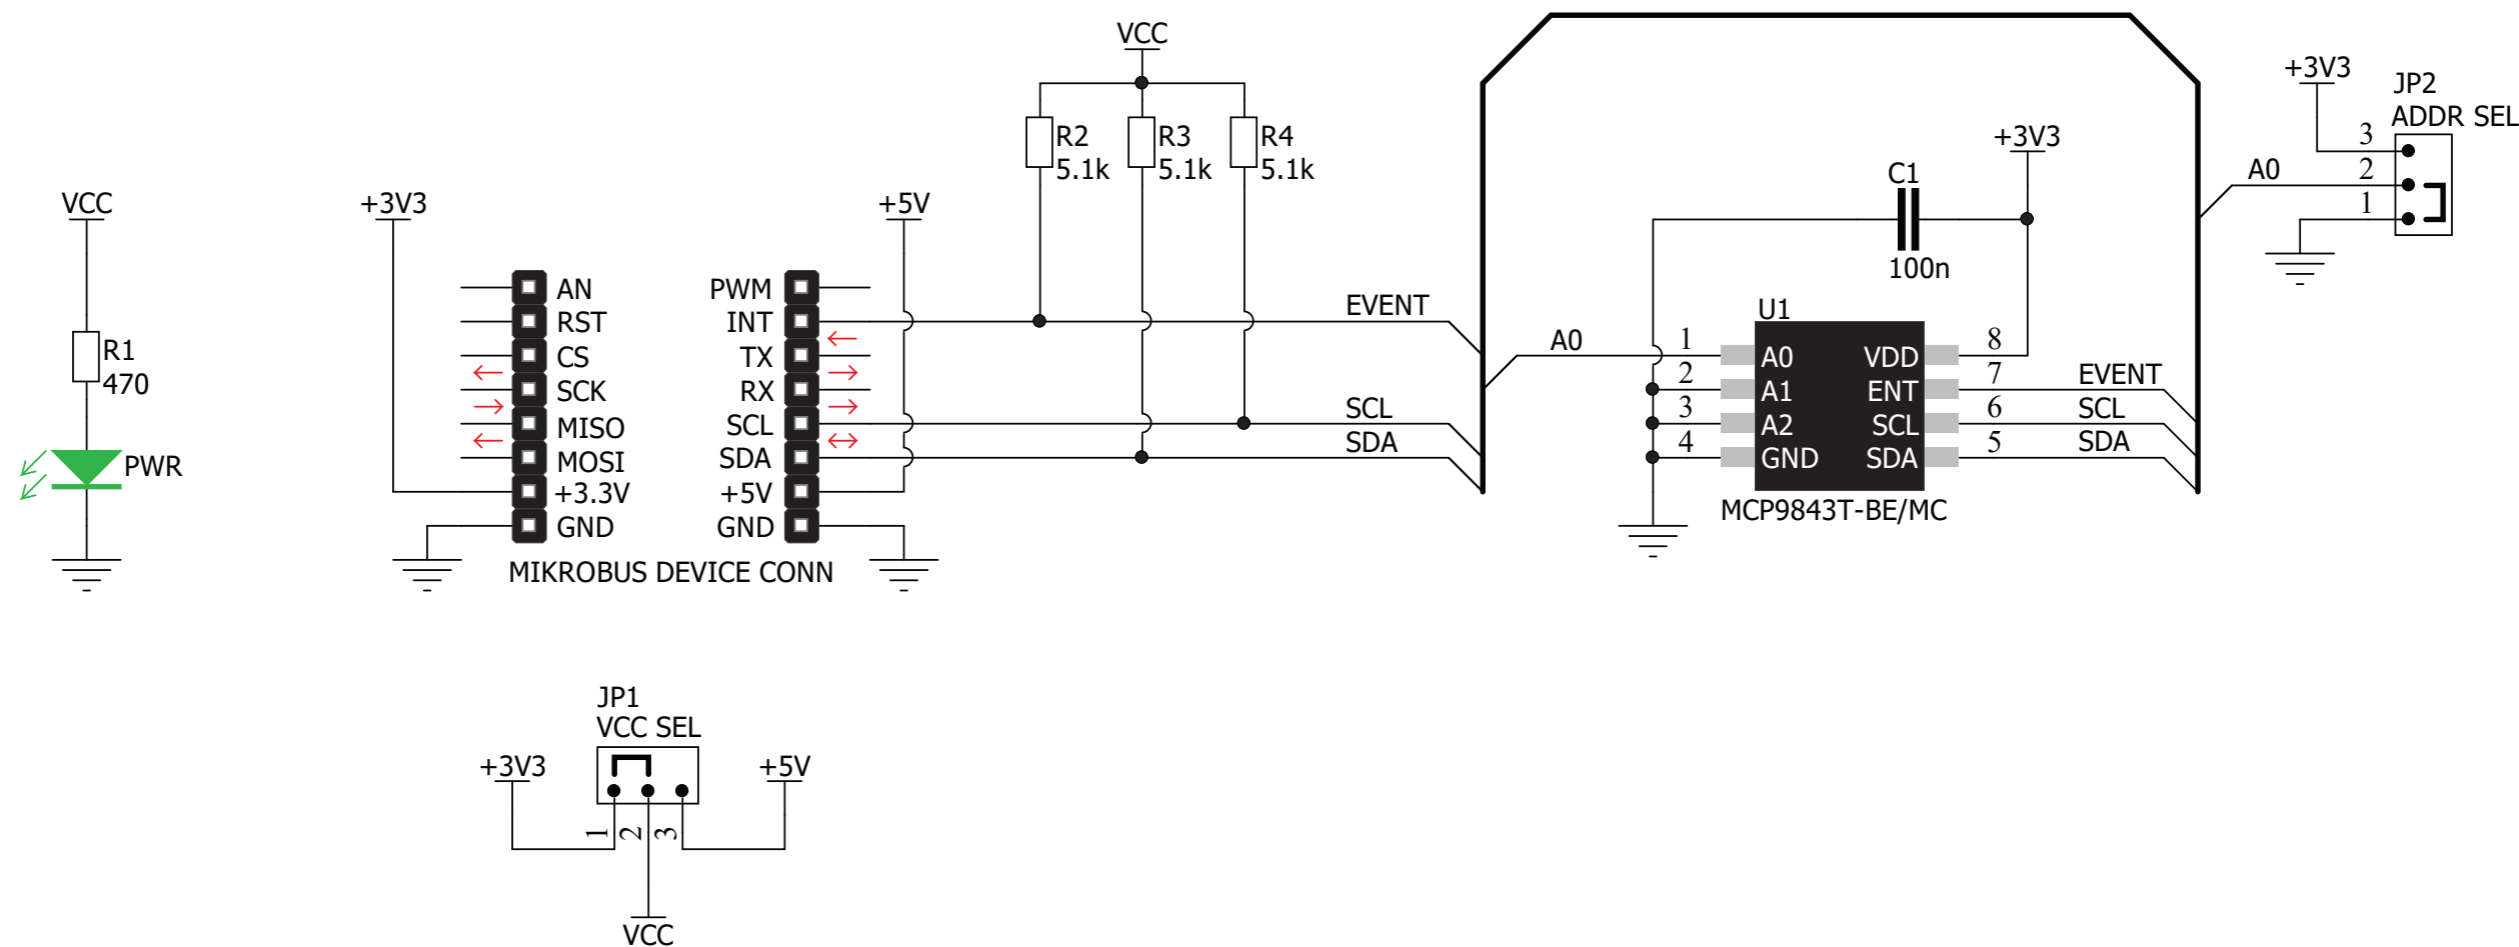 VCC
R1
470
PWR
+3V3
AN
RST
CS
SCK
MISO
MOSI
+3.3V
GND
PWM
INT
TX
RX
SCL
SDA
+5V
GND
MIKROBUS DEVICE CONN
+5V
VCC
R2
5.1k
R3
5.1k
R4
5.1k
EVENT
SCL
SDA
A0
C1
100n
+3V3
U1
1
2
3
4
A0
A1
A2
GND
VDD
ENT
SCL
SDA
8
7
6
5
MCP9843T-BE/MC
EVENT
SCL
SDA
+3V3
JP2
ADDR SEL
A0
3
2
1
JP1
VCC SEL
+3V3
+5V
1
2
3
VCC